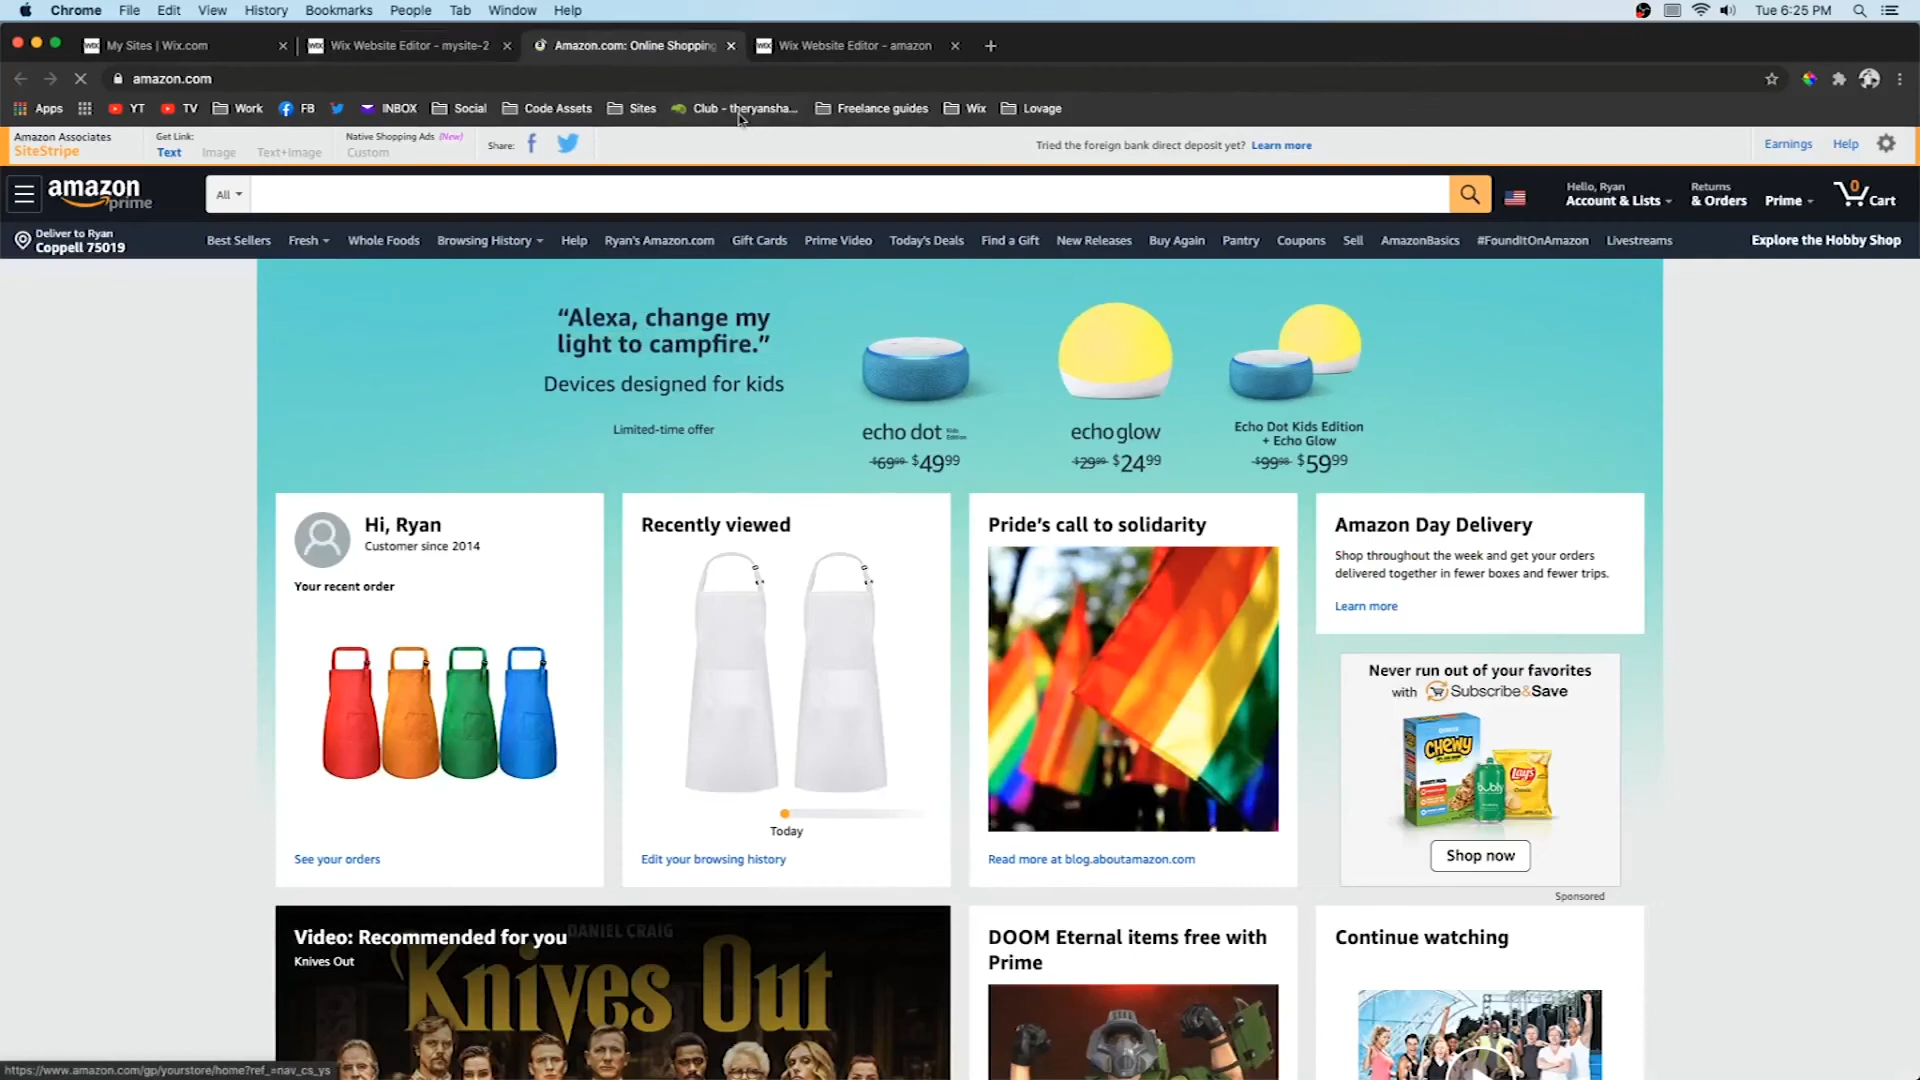 Chrome File Edit View History Bookmarks People Tab Window Help
Tue 6:25 PM
My Sites | Wix.com
Wix Website Editor - mysite-2
Amazon.com: Online Shopping
Wix Website Editor - amazon
amazon.com
Apps YT TV Work FB INBOX Social Code Assets Sites Club - theryansha... Freelance guides Wix Lovage
Amazon Associates
SiteStripe
Get Link:
Text Image Text+Image
Native Shopping Ads (New)
Custom
Share:
Tried the foreign bank direct deposit yet? Learn more
Earnings Help
amazon
prime
All
Hello, Ryan
Account & Lists
Returns
& Orders
Prime
0
Cart
Deliver to Ryan
Coppell 75019
Best Sellers Fresh Whole Foods Browsing History Help Ryan's Amazon.com Gift Cards Prime Video Today's Deals Find a Gift New Releases Buy Again Pantry Coupons Sell AmazonBasics #FoundItOnAmazon Livestreams
Explore the Hobby Shop
“Alexa, change my
light to campfire.”
Devices designed for kids
Limited-time offer
echo dot Kids Edition
$6999 $4999
echo glow
$2999 $2499
Echo Dot Kids Edition
+ Echo Glow
$9998 $5999
Hi, Ryan
Customer since 2014
Your recent order
See your orders
Recently viewed
Today
Edit your browsing history
Pride's call to solidarity
Read more at blog.aboutamazon.com
Amazon Day Delivery
Shop throughout the week and get your orders
delivered together in fewer boxes and fewer trips.
Learn more
Never run out of your favorites
with Subscribe&Save
CHEWY
bubly
Lay's
Classic
Shop now
Sponsored
Video: Recommended for you
Knives Out
DANIEL CRAIG
Knives Out
DOOM Eternal items free with
Prime
Continue watching
https://www.amazon.com/gp/yourstore/home?ref_=nav_cs_ys